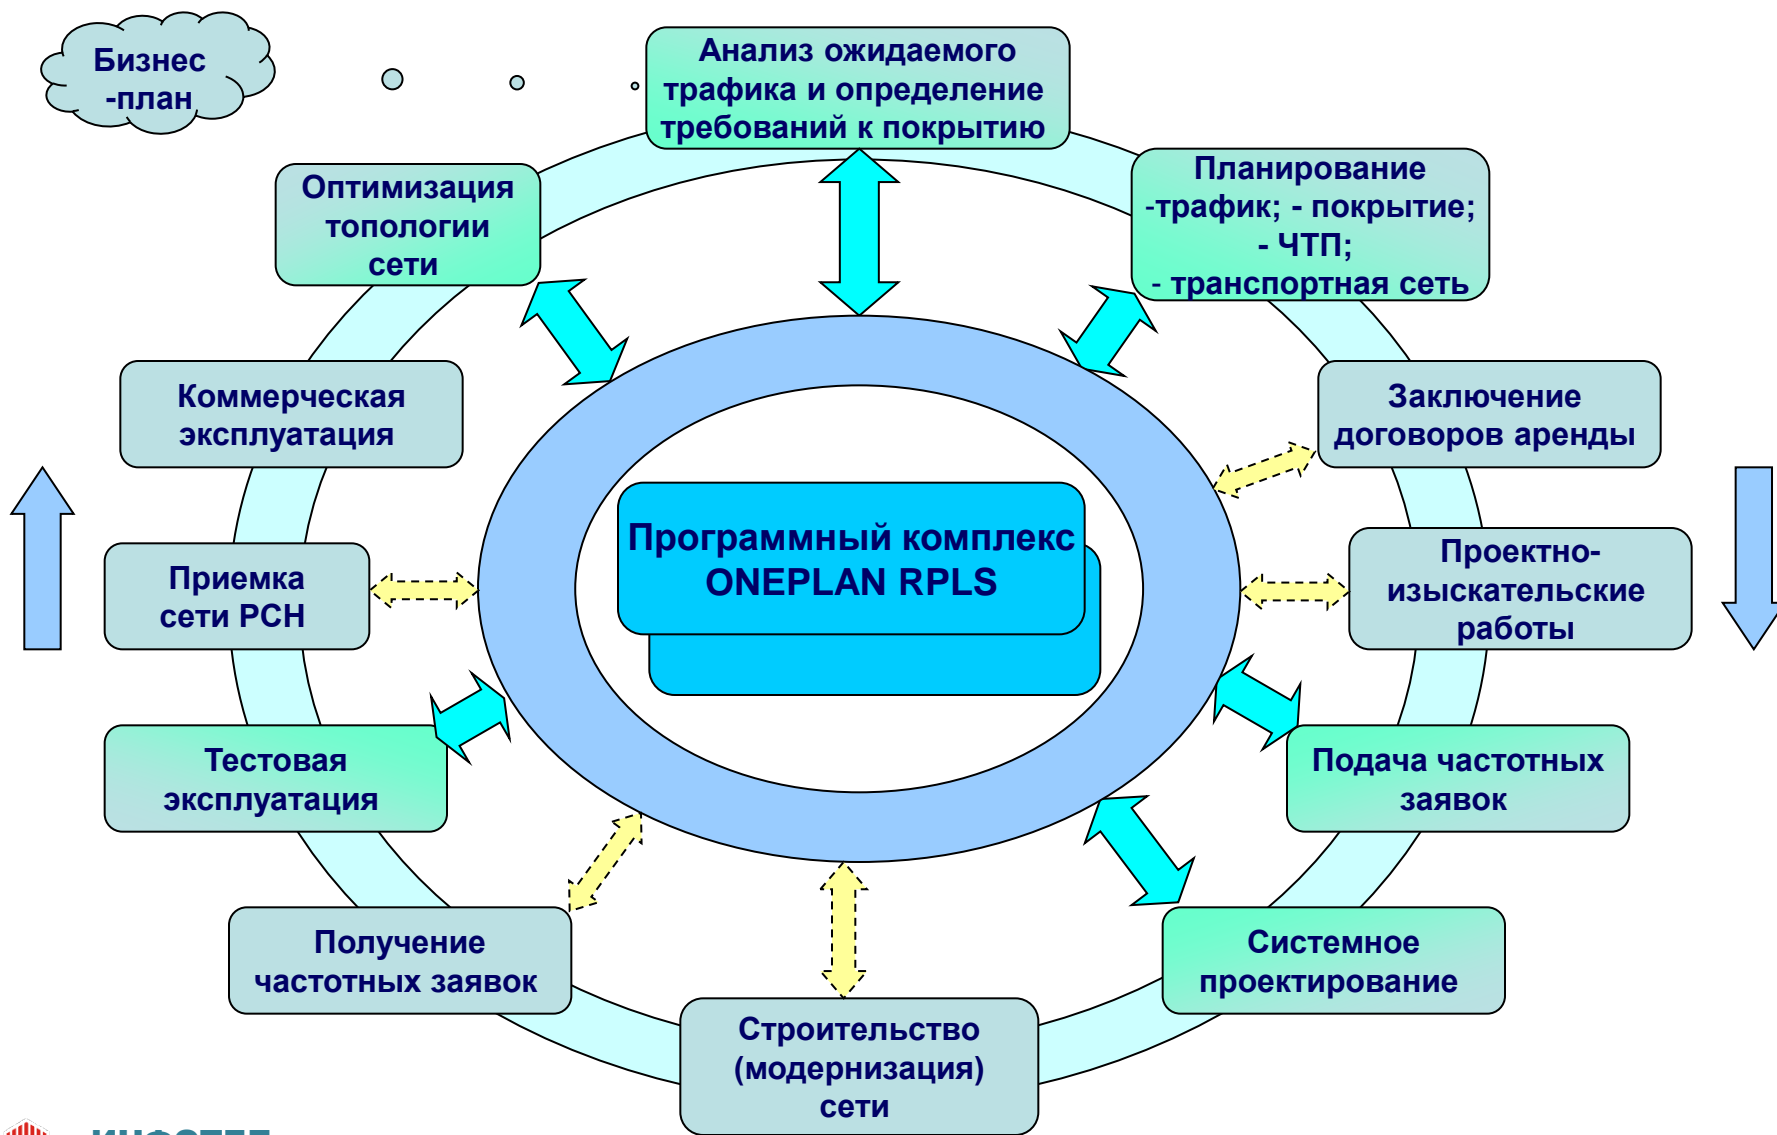 Бизнес
-план
Анализ ожидаемого
трафика и определение
требований к покрытию
Оптимизация
топологии
сети
Планирование
-трафик; - покрытие;
- ЧТП;
- транспортная сеть
Коммерческая
эксплуатация
Заключение
договоров аренды
Программный комплекс
ONEPLAN RPLS
Приемка
сети РСН
Проектно-
изыскательские
работы
Тестовая
эксплуатация
Подача частотных
заявок
Получение
частотных заявок
Системное
проектирование
Строительство
(модернизация)
сети